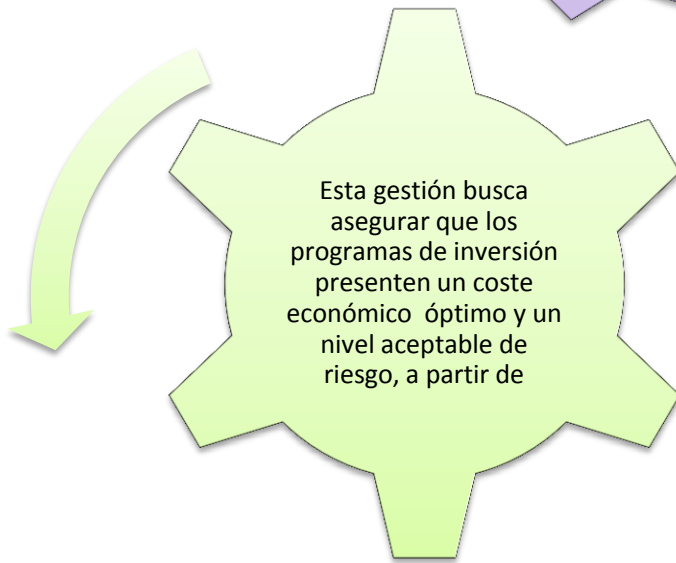 Esta gestión busca
asegurar que los
programas de inversión
presenten un coste
económico  óptimo y un
nivel aceptable de
riesgo, a partir de